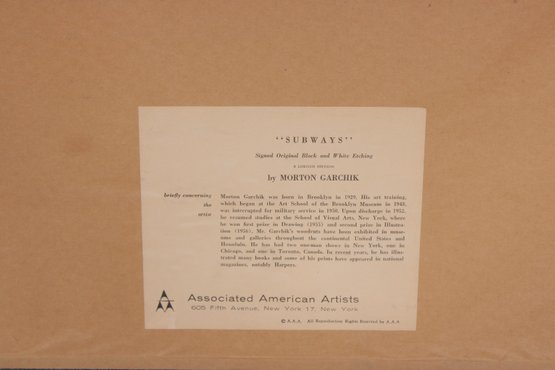 "SUBWAYS"
Signed Original Black and White Etching
A LIMITED EDITION
by MORTON GARCHIK
briefly concerning
the
artist
Morton Garchik was born in Brooklyn in 1929. His art training,
which began at the Art School of the Brooklyn Museum in 1948,
was interrupted for military service in 1950. Upon discharge in 1952,
he resumed studies at the School of Visual Arts, New York, where
he won first prize in Drawing (1955) and second prize in Illustra-
tion (1956). Mr. Garchik's woodcuts have been exhibited in muse-
ums and galleries throughout the continental United States and
Honolulu. He has had two one-man shows in New York, one in
Chicago, and one in Toronto, Canada. In recent years, he has illus-
trated many books and some of his prints have appeared in national
magazines, notably Harpers.
Associated American Artists
605 Fifth Avenue, New York 17, New York
© A.A.A. All Reproduction Rights Reserved by A.A.A.